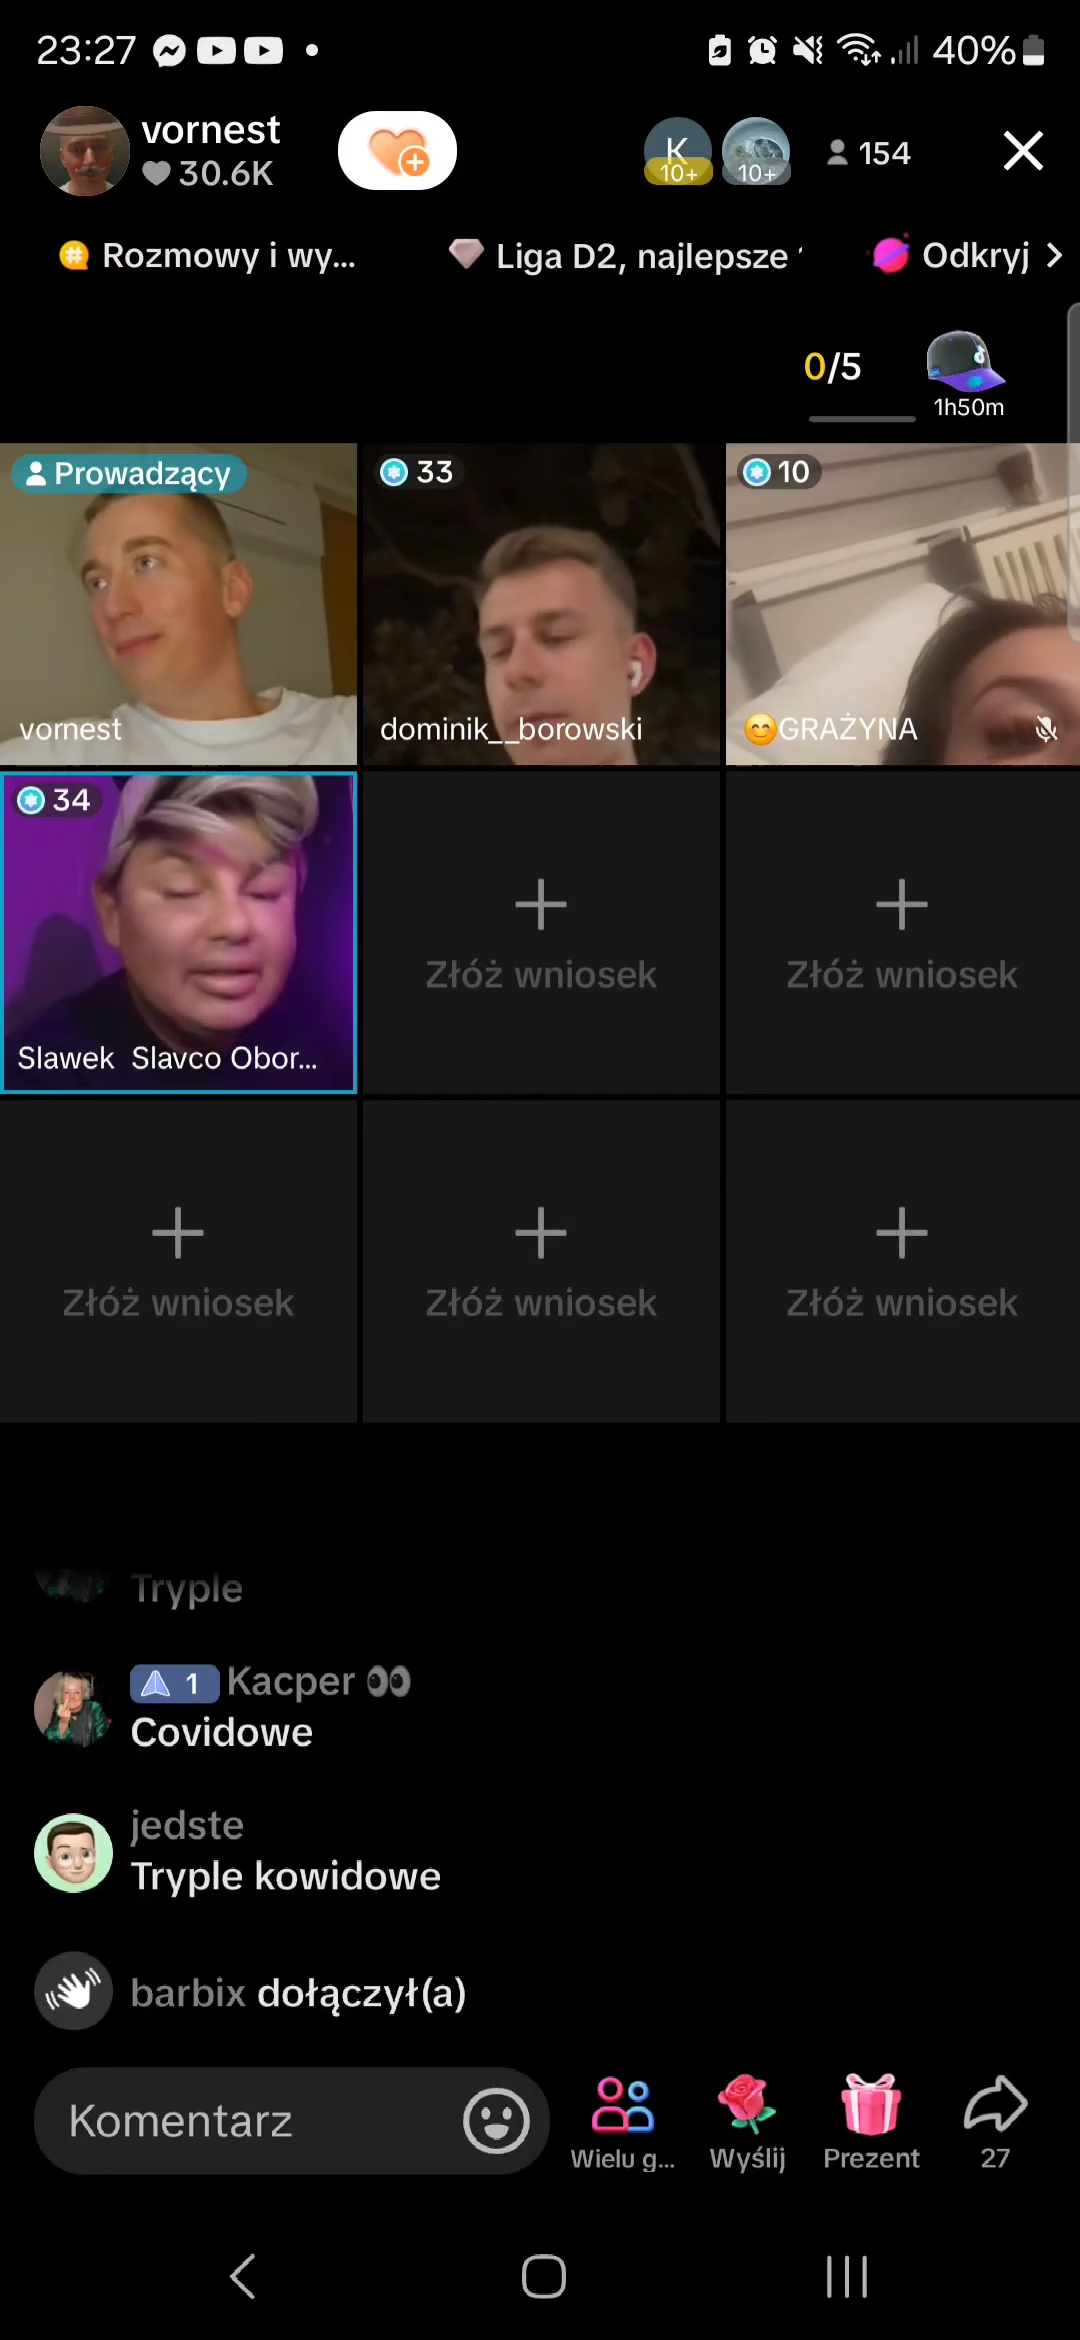 23:27
40%
vornest
30.6K
K
10+
10+
154
Rozmowy i wy...
Liga D2, najlepsze
Odkryj
0/5
1h50m
Prowadzący
33
10
vornest
dominik__borowski
😊GRAŻYNA
34
Slawek Slavco Obor...
Złóż wniosek
Złóż wniosek
Złóż wniosek
Złóż wniosek
Złóż wniosek
Tryple
1 Kacper 👀
Covidowe
jedste
Tryple kowidowe
barbix dołączył(a)
Komentarz
Wielu g...
Wyślij
Prezent
27